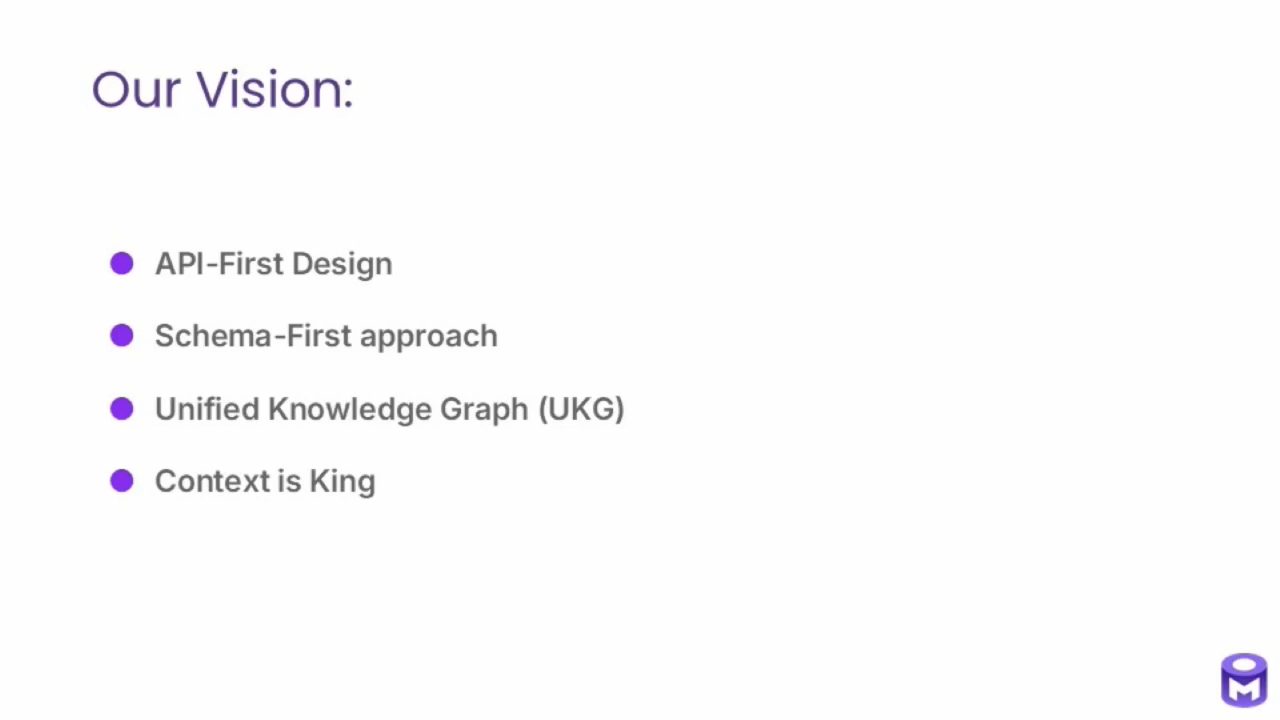 Our Vision:
API-First Design
Schema-First approach
Unified Knowledge Graph (UKG)
Context is King
M